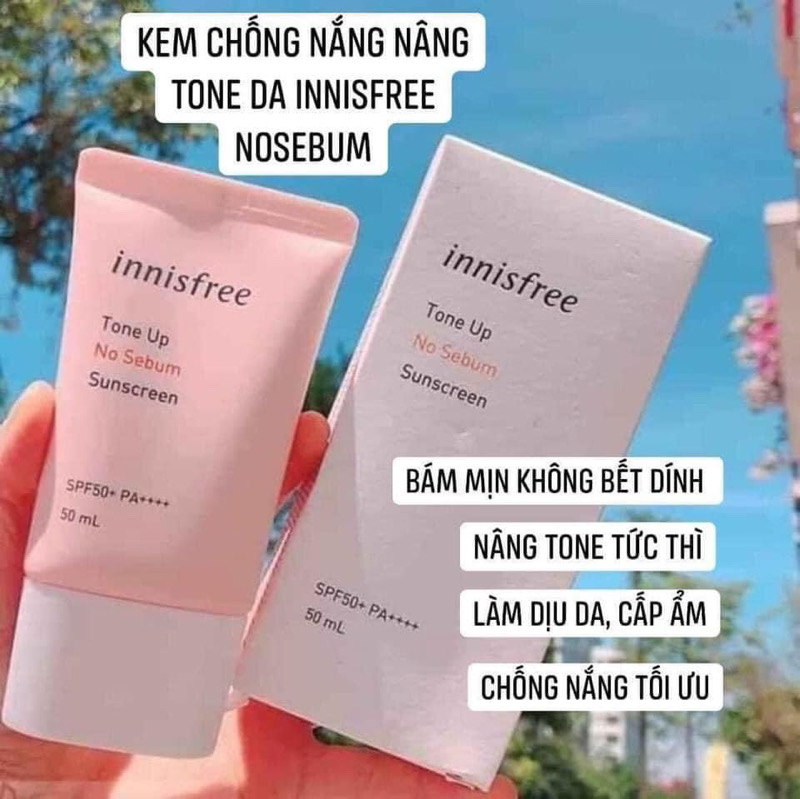 KEM CHỐNG NẮNG NÂNG
TONE DA INNISFREE
NOSEBUM
innisfree
Tone Up
No Sebum
Sunscreen
SPF50+ PA++++
50 mL
innisfree
Tone Up
No Sebum
Sunscreen
SPF50+ PA++++
50 mL
BÁM MỊN KHÔNG BẾT DÍNH
NÂNG TONE TỨC THÌ
LÀM DỊU DA, CẤP ẨM
CHỐNG NẮNG TỐI ƯU